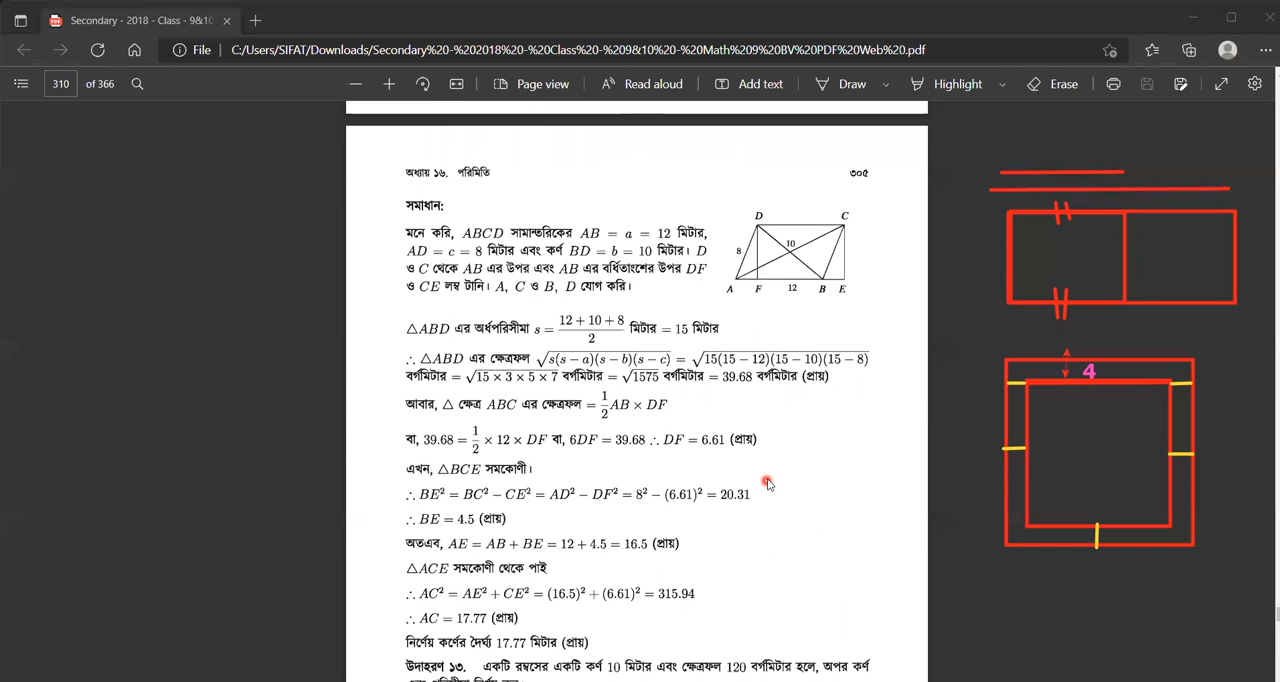 Secondary - 2018 - Class - 9&10
File C:/Users/SIFAT/Downloads/Secondary%20-%202018%20-%20Class%20-%209&10%20-%20Math%209%20BV%20PDF%20Web%20.pdf
310 of 366 Page view Read aloud Add text Draw Highlight Erase
অধ্যায় ১৬. পরিমিতি ৩০৫
সমাধান:
মনে করি, ABCD সামান্তরিকের AB = a = 12 মিটার,
AD = c = 8 মিটার এবং কর্ণ BD = b = 10 মিটার। D
ও C থেকে AB এর উপর এবং AB এর বর্ধিতাংশের উপর DF
ও CE লম্ব টানি। A, C ও B, D যোগ করি।
D C
10
8
A F 12 B E
△ABD এর অর্ধপরিসীমা s = (12 + 10 + 8)/2 মিটার = 15 মিটার
∴ △ABD এর ক্ষেত্রফল √(s(s − a)(s − b)(s − c)) = √(15(15 − 12)(15 − 10)(15 − 8))
বর্গমিটার = √(15 × 3 × 5 × 7) বর্গমিটার = √1575 বর্গমিটার = 39.68 বর্গমিটার (প্রায়)
আবার, △ ক্ষেত্র ABC এর ক্ষেত্রফল = 1/2 AB × DF
বা, 39.68 = 1/2 × 12 × DF বা, 6DF = 39.68 ∴ DF = 6.61 (প্রায়)
এখন, △BCE সমকোণী।
∴ BE² = BC² − CE² = AD² − DF² = 8² − (6.61)² = 20.31
∴ BE = 4.5 (প্রায়)
অতএব, AE = AB + BE = 12 + 4.5 = 16.5 (প্রায়)
△ACE সমকোণী থেকে পাই
∴ AC² = AE² + CE² = (16.5)² + (6.61)² = 315.94
∴ AC = 17.77 (প্রায়)
নির্ণেয় কর্ণের দৈর্ঘ্য 17.77 মিটার (প্রায়)
উদাহরণ ১৩. একটি রম্বসের একটি কর্ণ 10 মিটার এবং ক্ষেত্রফল 120 বর্গমিটার হলে, অপর কর্ণ
4